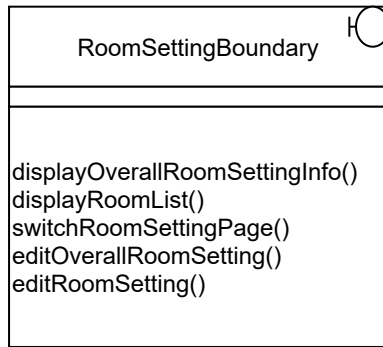 RoomSettingBoundary
displayOverallRoomSettingInfo()
displayRoomList()
switchRoomSettingPage()
editOverallRoomSetting()
editRoomSetting()